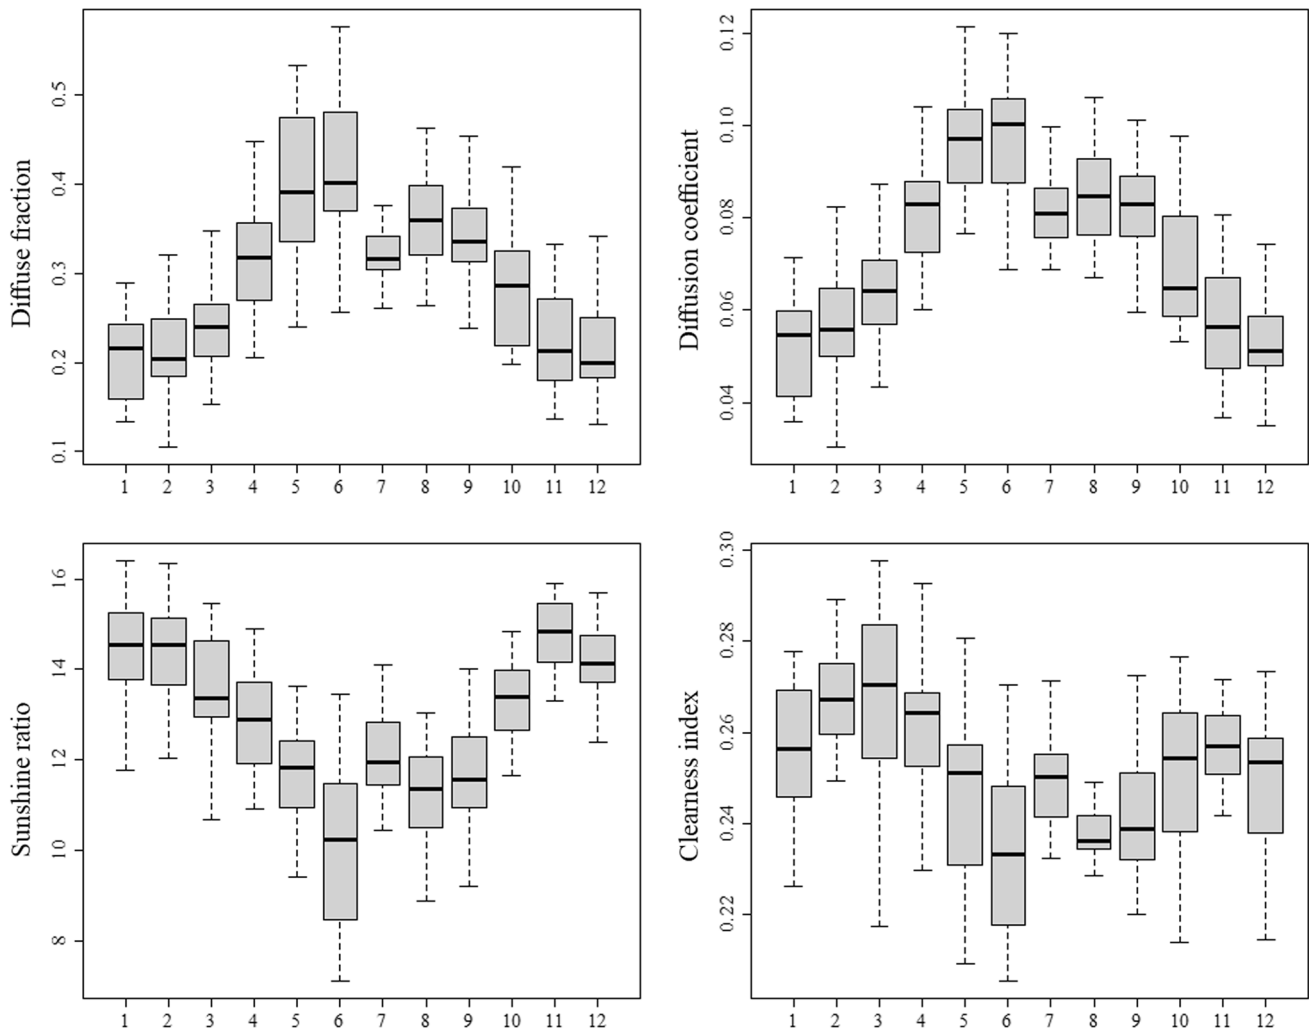 Diffuse fraction
0.5
0.4
0.3
0.2
0.1
1 2 3 4 5 6 7 8 9 10 11 12
Diffusion coefficient
0.12
0.10
0.08
0.06
0.04
1 2 3 4 5 6 7 8 9 10 11 12
Sunshine ratio
16
14
12
10
8
1 2 3 4 5 6 7 8 9 10 11 12
Clearness index
0.30
0.28
0.26
0.24
0.22
1 2 3 4 5 6 7 8 9 10 11 12